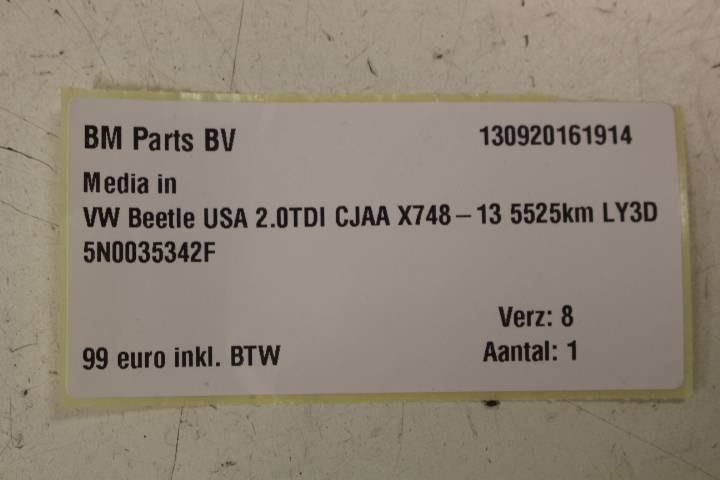 BM Parts BV 130920161914
Media in
VW Beetle USA 2.0TDI CJAA X748-13 5525km LY3D
5N0035342F
Verz: 8
99 euro inkl. BTW Aantal: 1